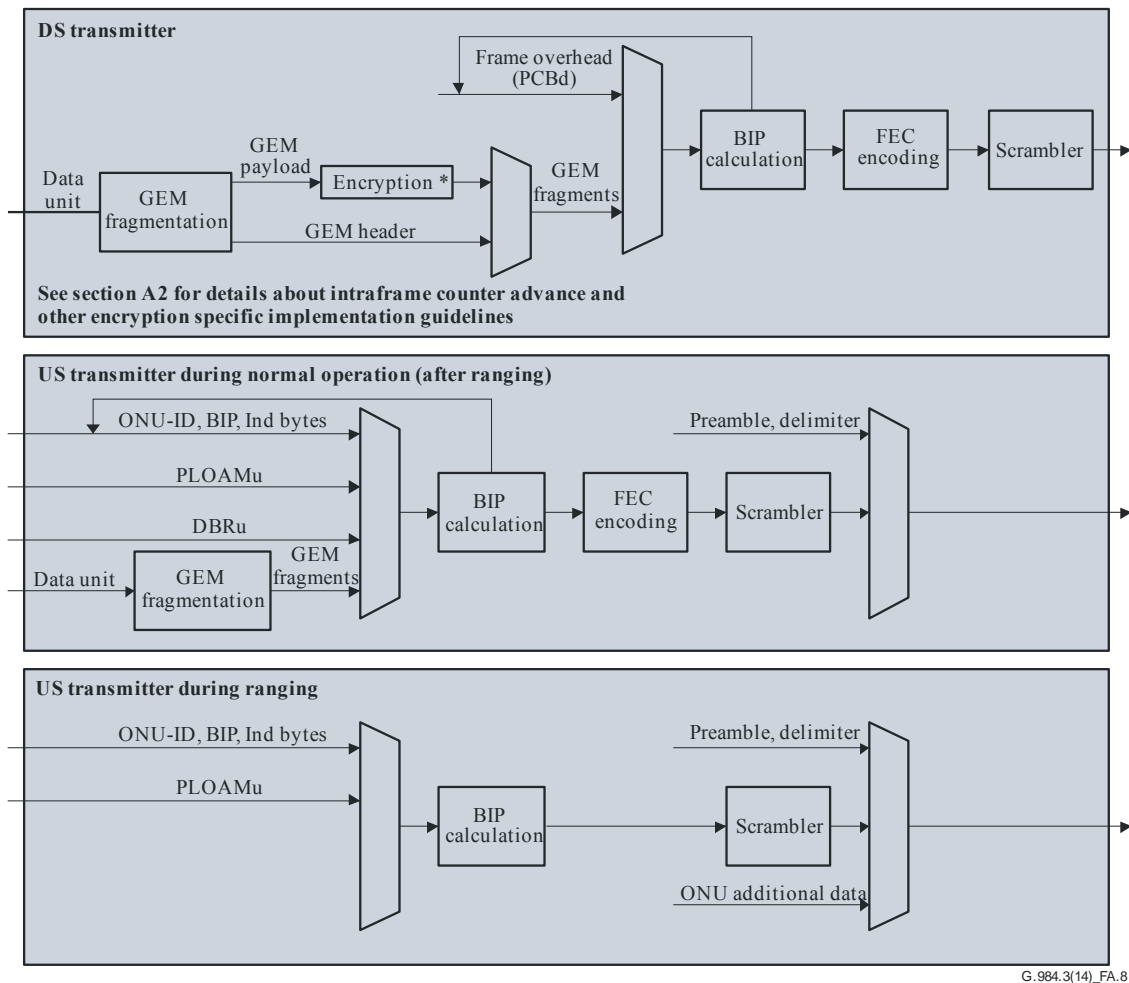 DS transmitter
Frame overhead
(PCBd)
GEM
payload
Data
unit
GEM
fragmentation
Encryption *
GEM header
GEM
fragments
BIP
calculation
FEC
encoding
Scrambler
See section A2 for details about intraframe counter advance and
other encryption specific implementation guidelines
US transmitter during normal operation (after ranging)
ONU-ID, BIP, Ind bytes
PLOAMu
DBRu
Data unit
GEM
fragmentation
GEM
fragments
BIP
calculation
FEC
encoding
Scrambler
Preamble, delimiter
US transmitter during ranging
ONU-ID, BIP, Ind bytes
PLOAMu
BIP
calculation
Scrambler
Preamble, delimiter
ONU additional data
G.984.3(14)_FA.8